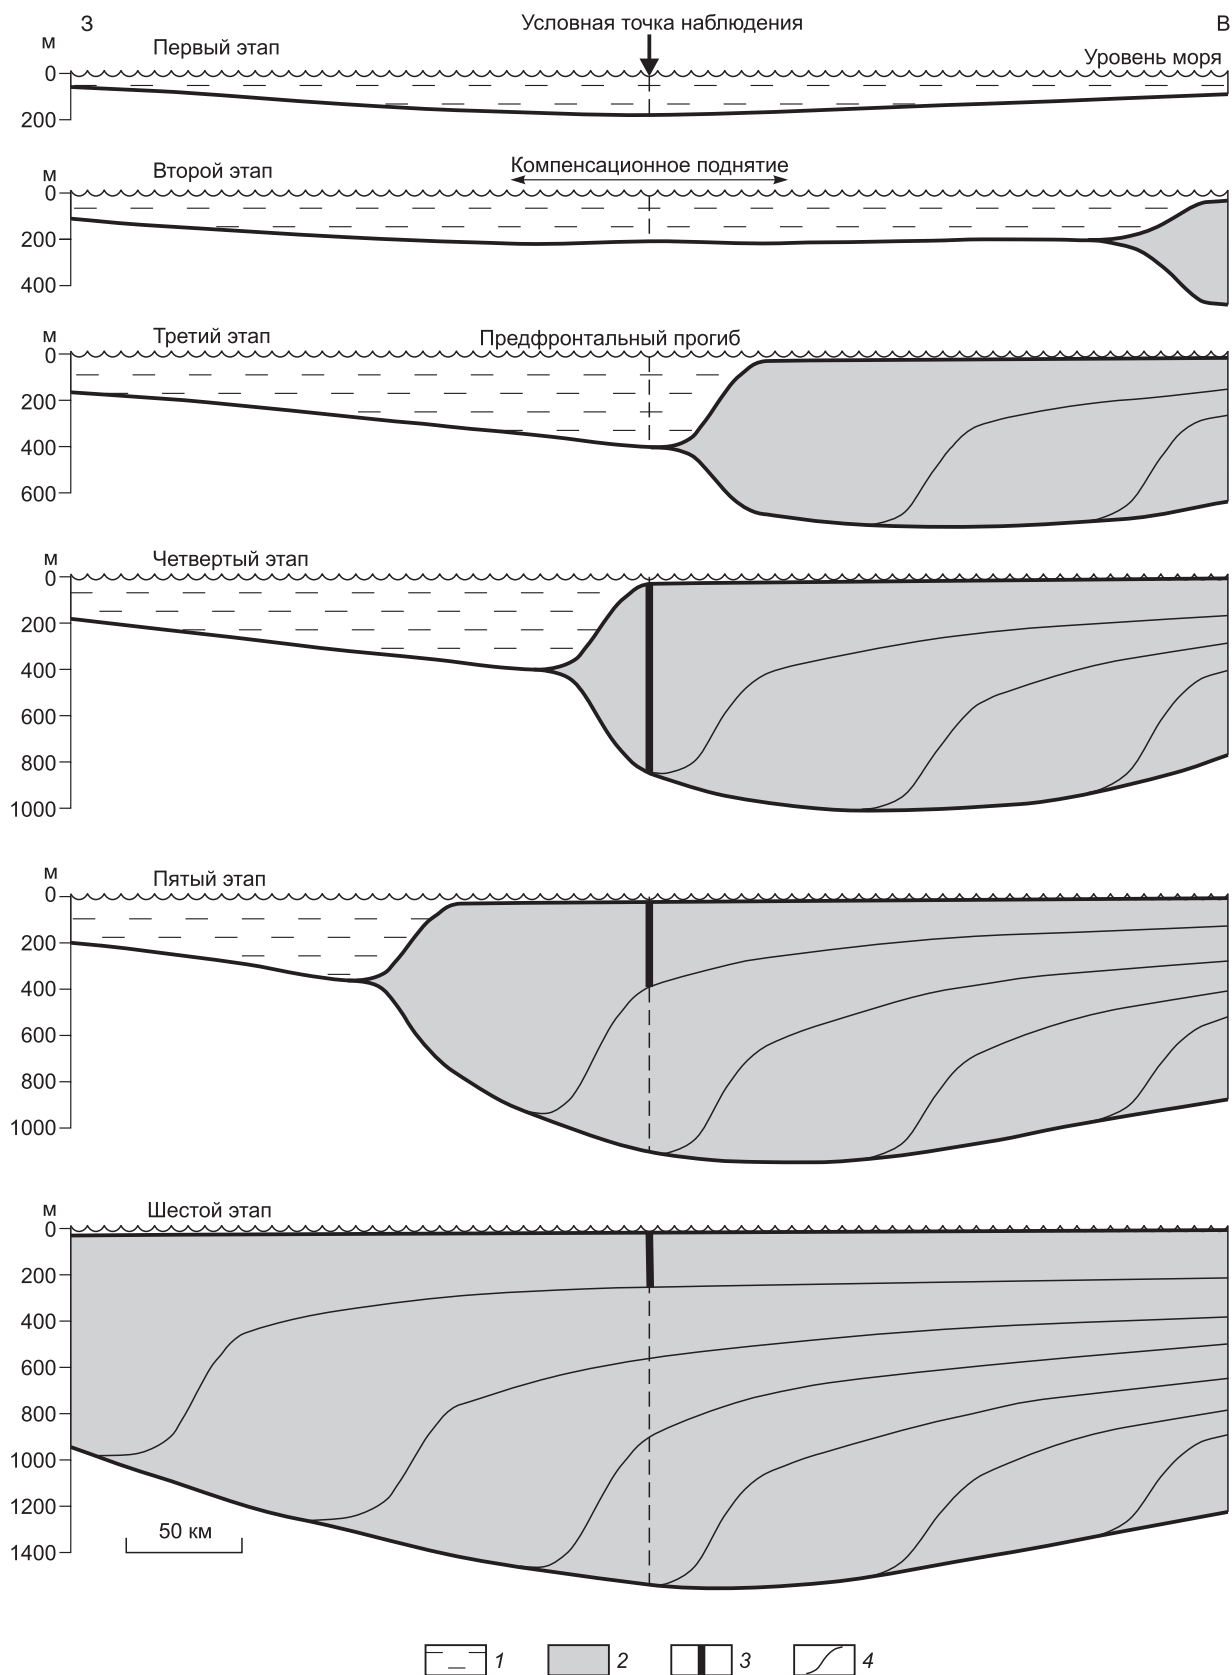 З
Условная точка наблюдения
В
м
Первый этап
Уровень моря
0
200
м
Второй этап
Компенсационное поднятие
0
200
400
м
Третий этап
Предфронтальный прогиб
0
200
400
600
м
Четвертый этап
0
200
400
600
800
1000
м
Пятый этап
0
200
400
600
800
1000
м
Шестой этап
0
200
400
600
800
1000
1200
1400
50 км
1
2
3
4